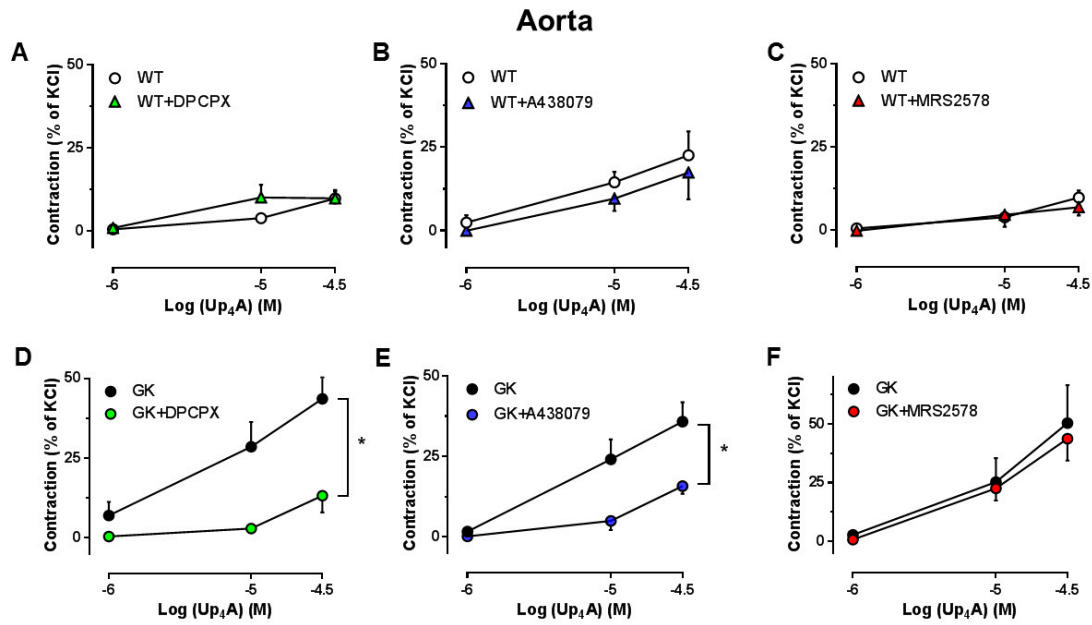 Aorta
A
Contraction (% of KCl)
50
25
0
WT
WT+DPCPX
-6
-5
-4.5
Log (Up4A) (M)
B
Contraction (% of KCl)
50
25
0
WT
WT+A438079
-6
-5
-4.5
Log (Up4A) (M)
C
Contraction (% of KCl)
50
25
0
WT
WT+MRS2578
-6
-5
-4.5
Log (Up4A) (M)
D
Contraction (% of KCl)
50
25
0
GK
GK+DPCPX
*
-6
-5
-4.5
Log (Up4A) (M)
E
Contraction (% of KCl)
50
25
0
GK
GK+A438079
*
-6
-5
-4.5
Log (Up4A) (M)
F
Contraction (% of KCl)
50
25
0
GK
GK+MRS2578
-6
-5
-4.5
Log (Up4A) (M)